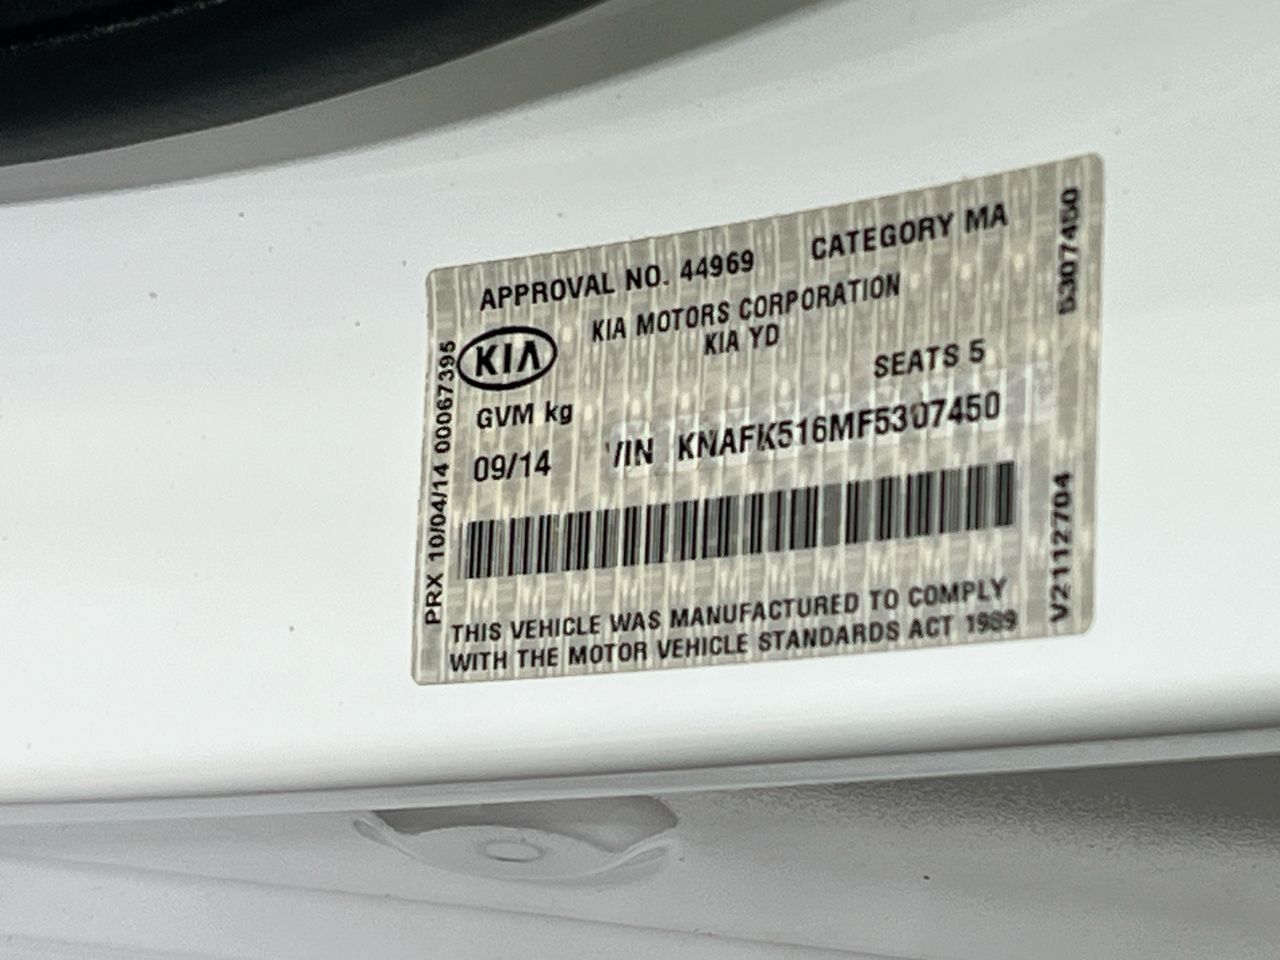 APPROVAL NO. 44969 CATEGORY MA
KIA MOTORS CORPORATION
KIA
KIA YD
SEATS 5
GVM kg
09/14 VIN KNAFK516MF5307450
THIS VEHICLE WAS MANUFACTURED TO COMPLY
WITH THE MOTOR VEHICLE STANDARDS ACT 1989
PRX 10/04/14 00067395
5307450
V2112704